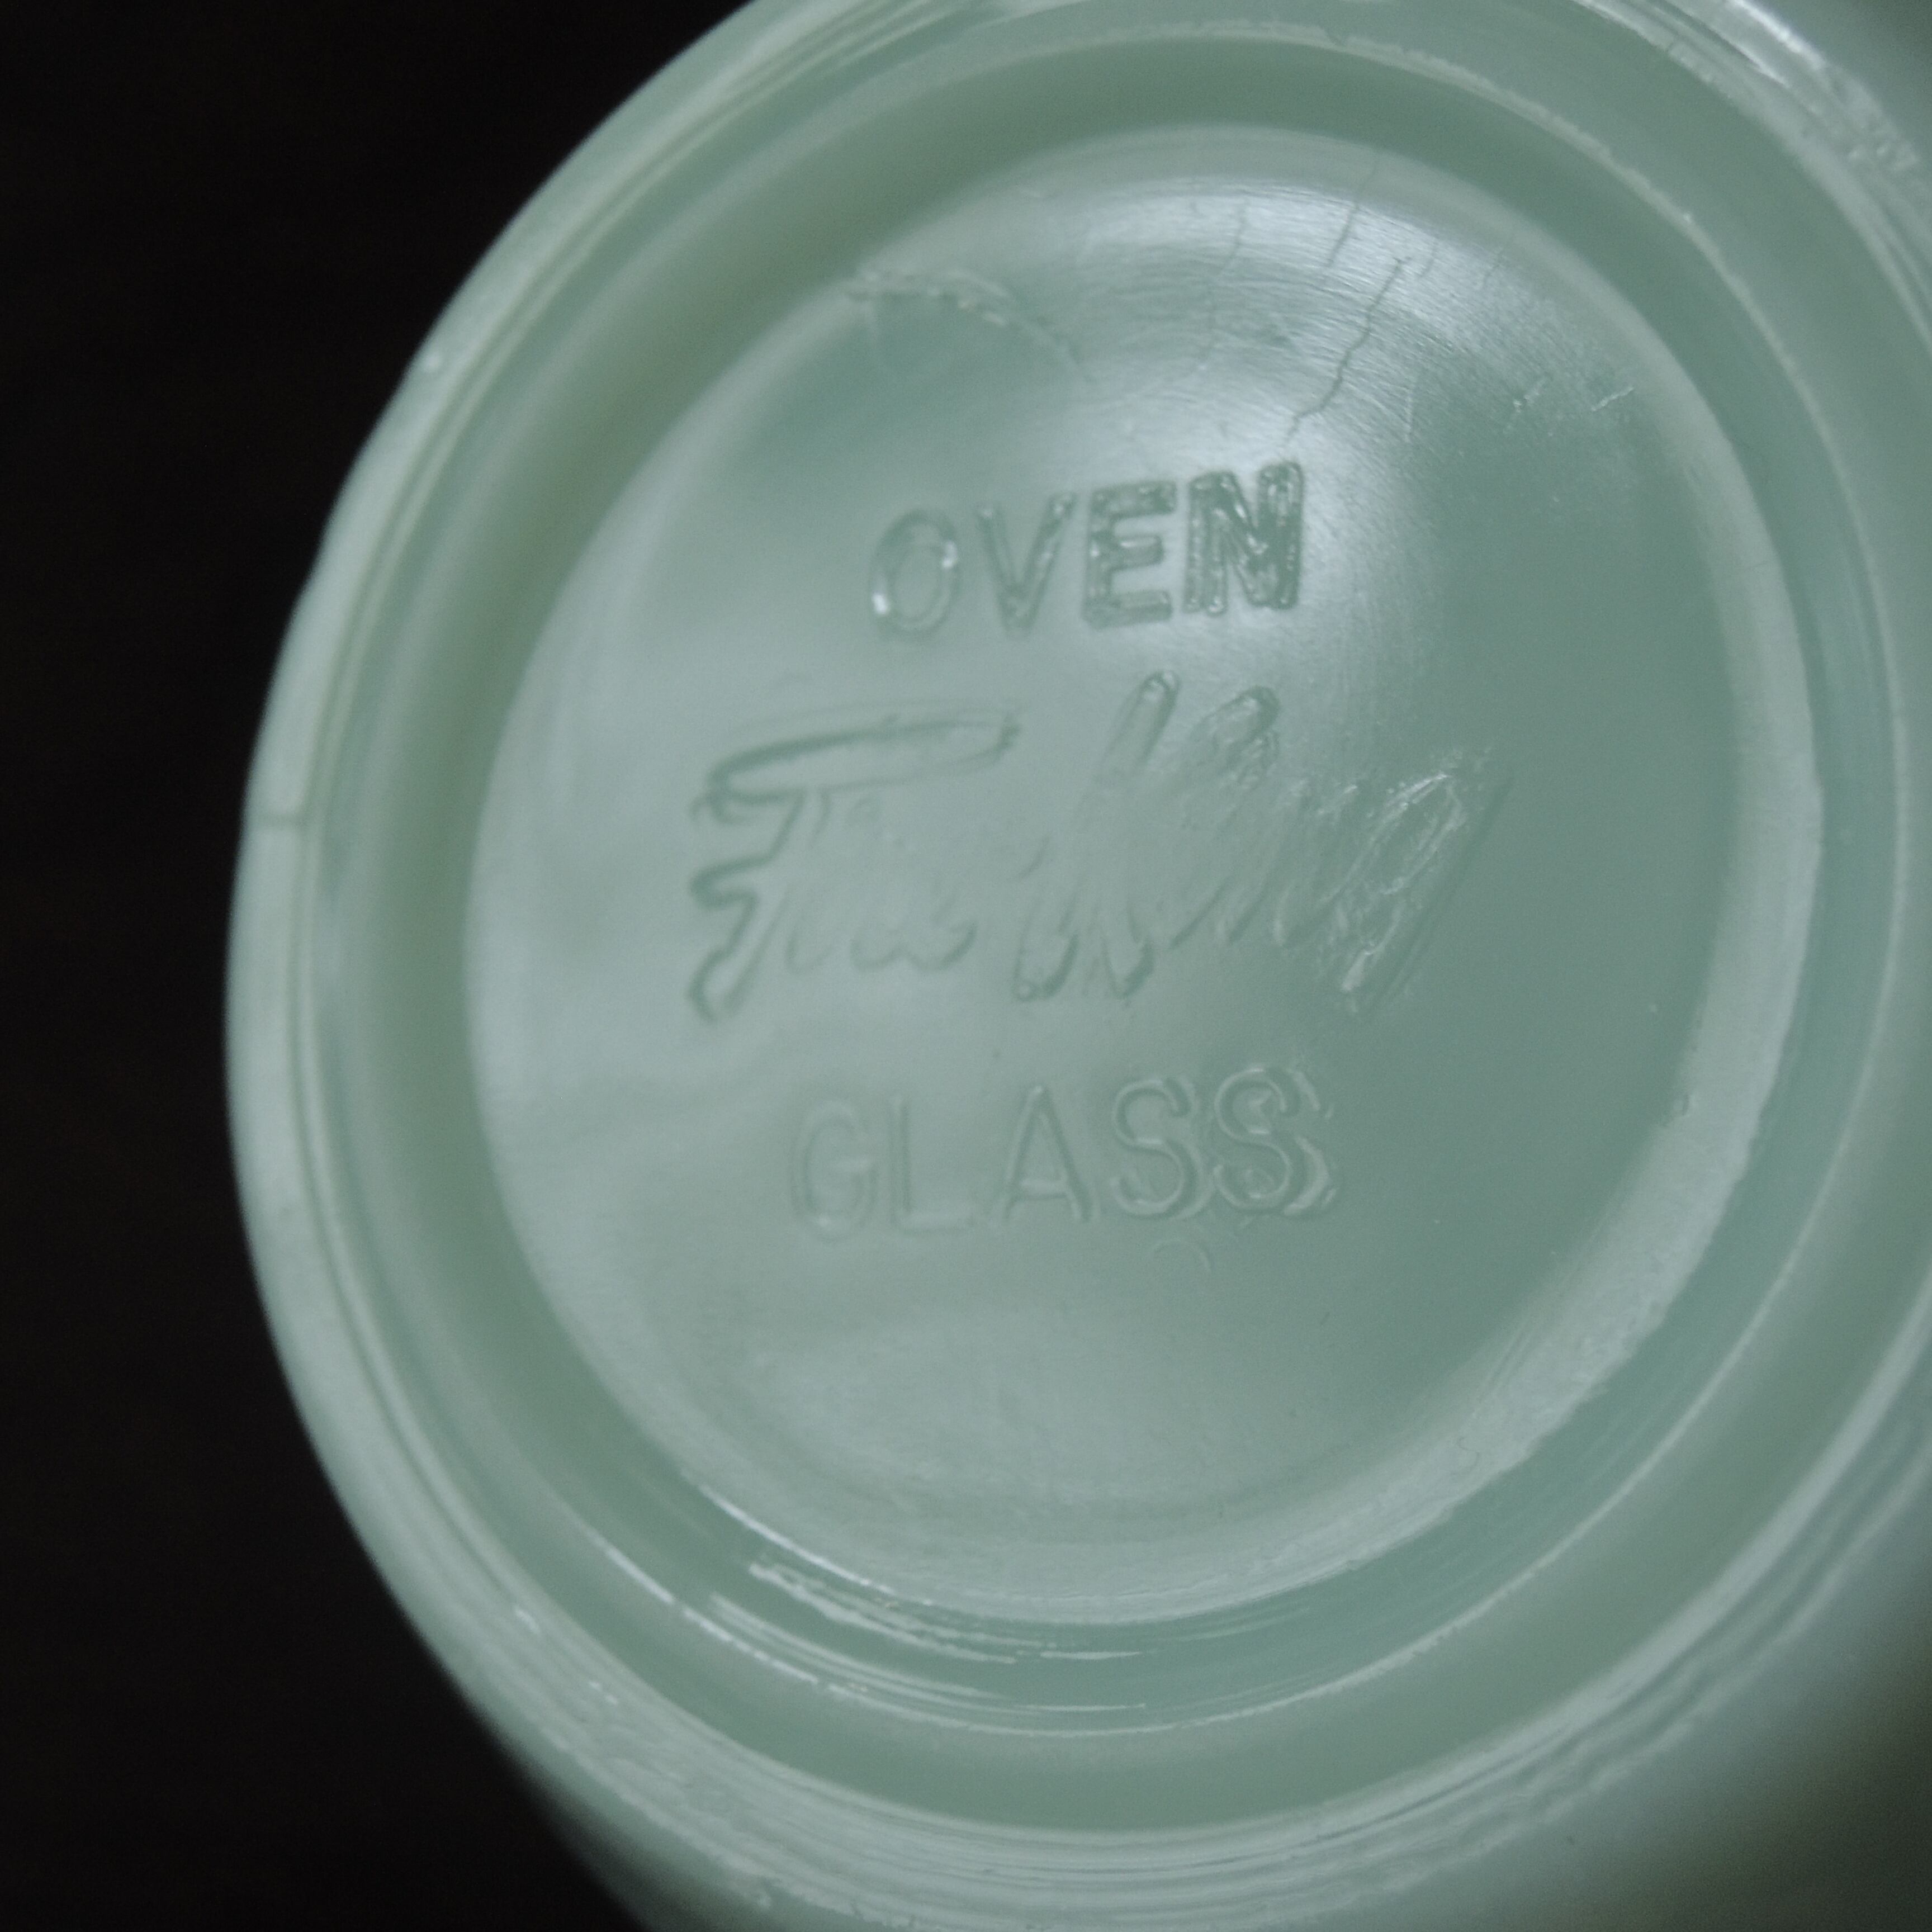 OVEN
Fire King
GLASS